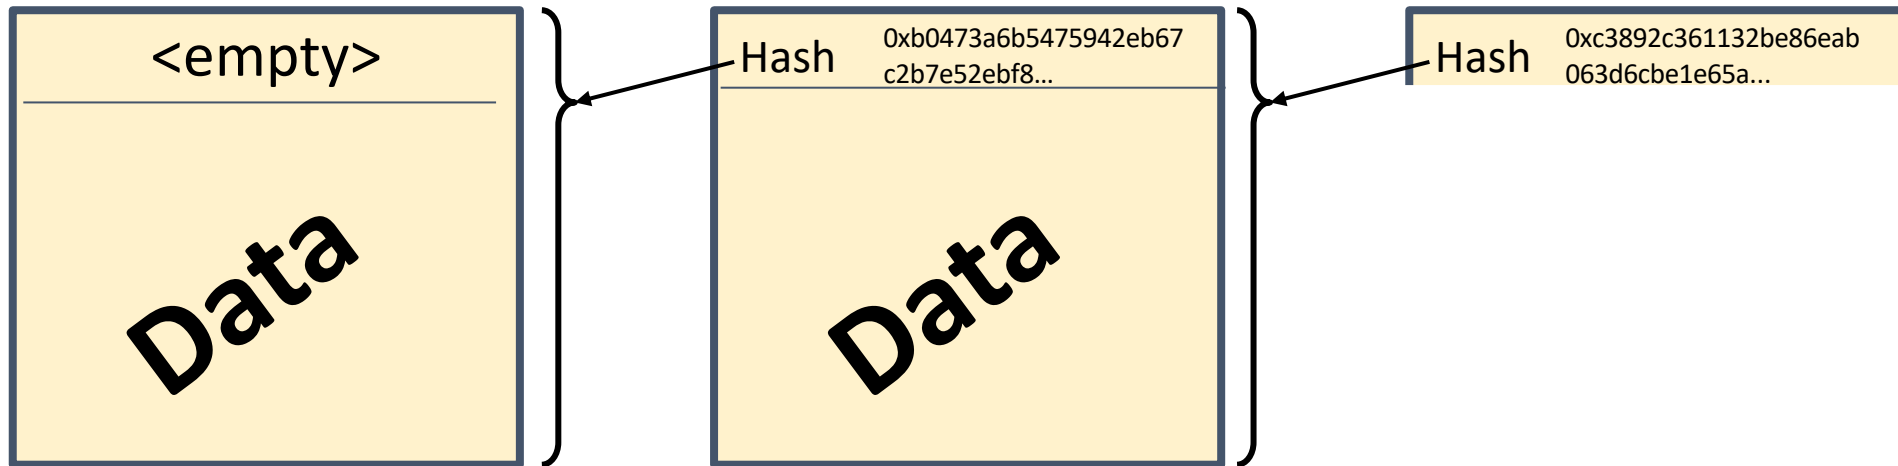 <empty>
Data
Hash
0xb0473a6b5475942eb67
c2b7e52ebf8...
Data
Hash
0xc3892c361132be86eab
063d6cbe1e65a...